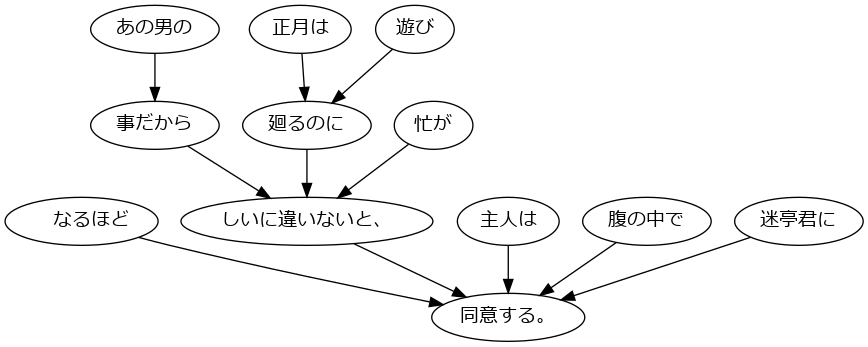 あの男の 正月は 遊び
事だから 廻るのに 忙が
なるほど しいに違いないと、 主人は 腹の中で 迷亭君に
同意する。